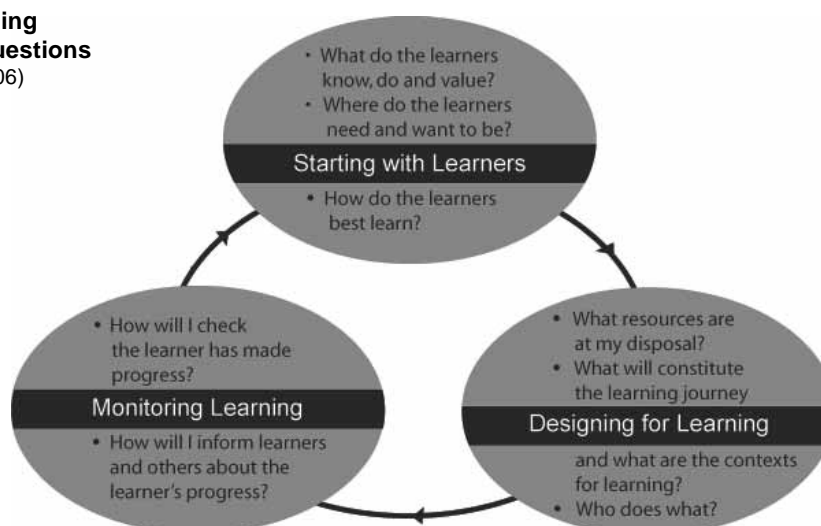 ing
uestions
06)
• What do the learners
know, do and value?
• Where do the learners
need and want to be?
Starting with Learners
• How do the learners
best learn?
• What resources are
at my disposal?
• What will constitute
the learning journey
Designing for Learning
and what are the contexts
for learning?
• Who does what?
• How will I check
the learner has made
progress?
Monitoring Learning
• How will I inform learners
and others about the
learner's progress?